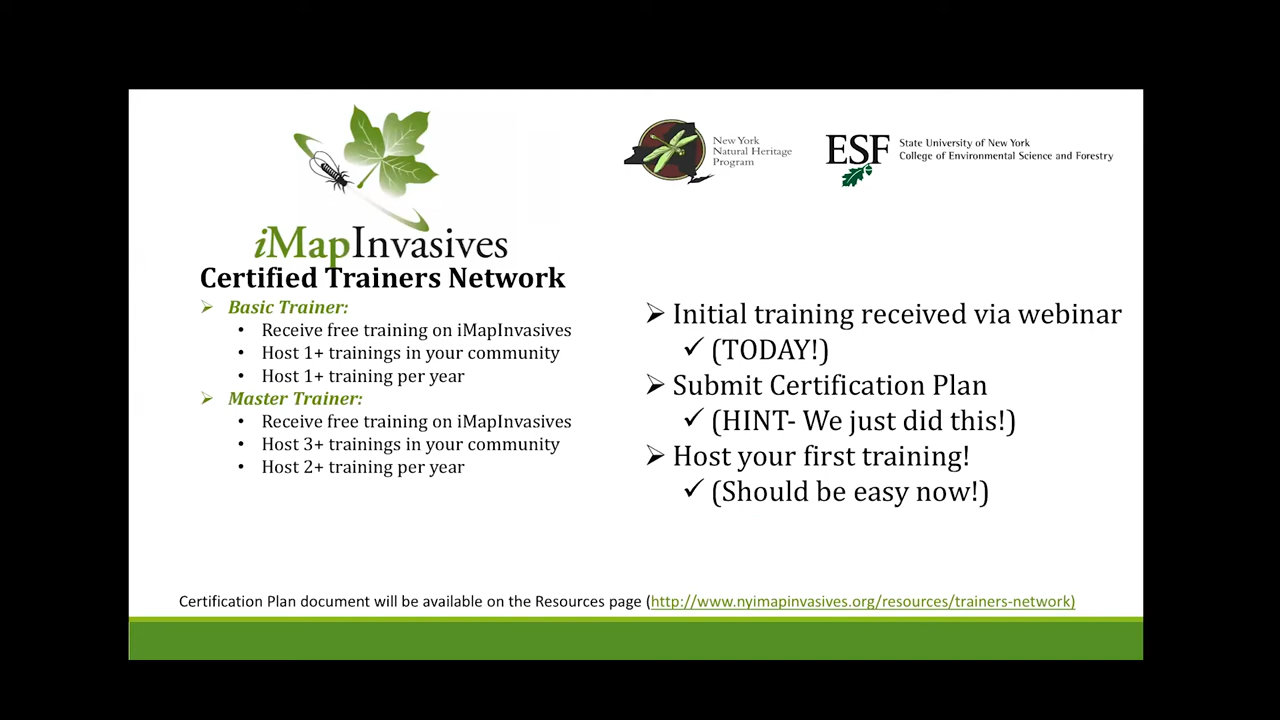 iMapInvasives
Certified Trainers Network
➢ Basic Trainer:
• Receive free training on iMapInvasives
• Host 1+ trainings in your community
• Host 1+ training per year
➢ Master Trainer:
• Receive free training on iMapInvasives
• Host 3+ trainings in your community
• Host 2+ training per year
New York
Natural Heritage
Program
ESF
State University of New York
College of Environmental Science and Forestry
➢ Initial training received via webinar
✓ (TODAY!)
➢ Submit Certification Plan
✓ (HINT- We just did this!)
➢ Host your first training!
✓ (Should be easy now!)
Certification Plan document will be available on the Resources page (http://www.nyimapinvasives.org/resources/trainers-network)